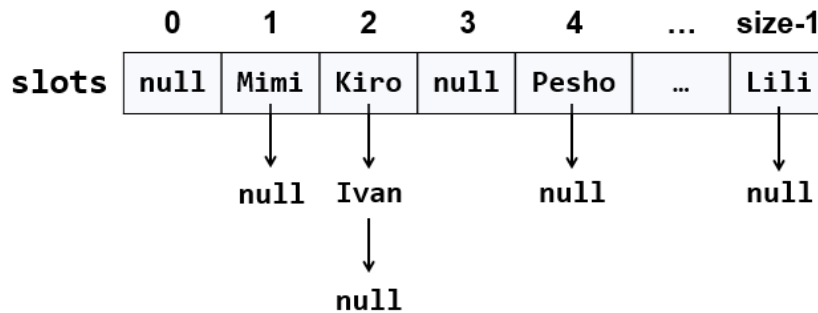 0 1 2 3 4 ... size-1
slots null Mimi Kiro null Pesho ... Lili
null Ivan null null
null